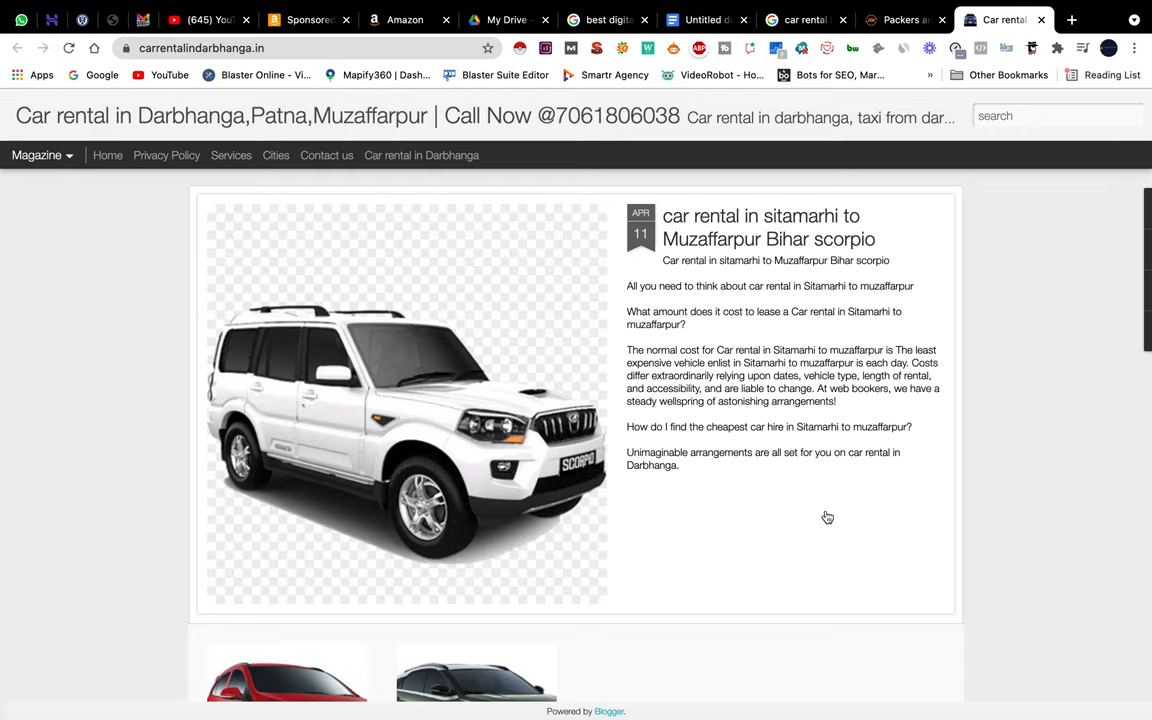 (645) You
Sponsored
Amazon
My Drive -
best digita
Untitled d
car rental
Packers a
Car rental
carrentalindarbhanga.in
Apps
Google
YouTube
Blaster Online - Vi...
Mapify360 | Dash...
Blaster Suite Editor
Smartr Agency
VideoRobot - Ho...
Bots for SEO, Mar...
»
Other Bookmarks
Reading List
Car rental in Darbhanga,Patna,Muzaffarpur | Call Now @7061806038
Car rental in darbhanga, taxi from dar...
search
Magazine
Home
Privacy Policy
Services
Cities
Contact us
Car rental in Darbhanga
APR
11
car rental in sitamarhi to
Muzaffarpur Bihar scorpio
Car rental in sitamarhi to Muzaffarpur Bihar scorpio
All you need to think about car rental in Sitamarhi to muzaffarpur
What amount does it cost to lease a Car rental in Sitamarhi to
muzaffarpur?
The normal cost for Car rental in Sitamarhi to muzaffarpur is The least
expensive vehicle enlist in Sitamarhi to muzaffarpur is each day. Costs
differ extraordinarily relying upon dates, vehicle type, length of rental,
and accessibility, and are liable to change. At web bookers, we have a
steady wellspring of astonishing arrangements!
How do I find the cheapest car hire in Sitamarhi to muzaffarpur?
Unimaginable arrangements are all set for you on car rental in
Darbhanga.
SCORPIO
Powered by Blogger.